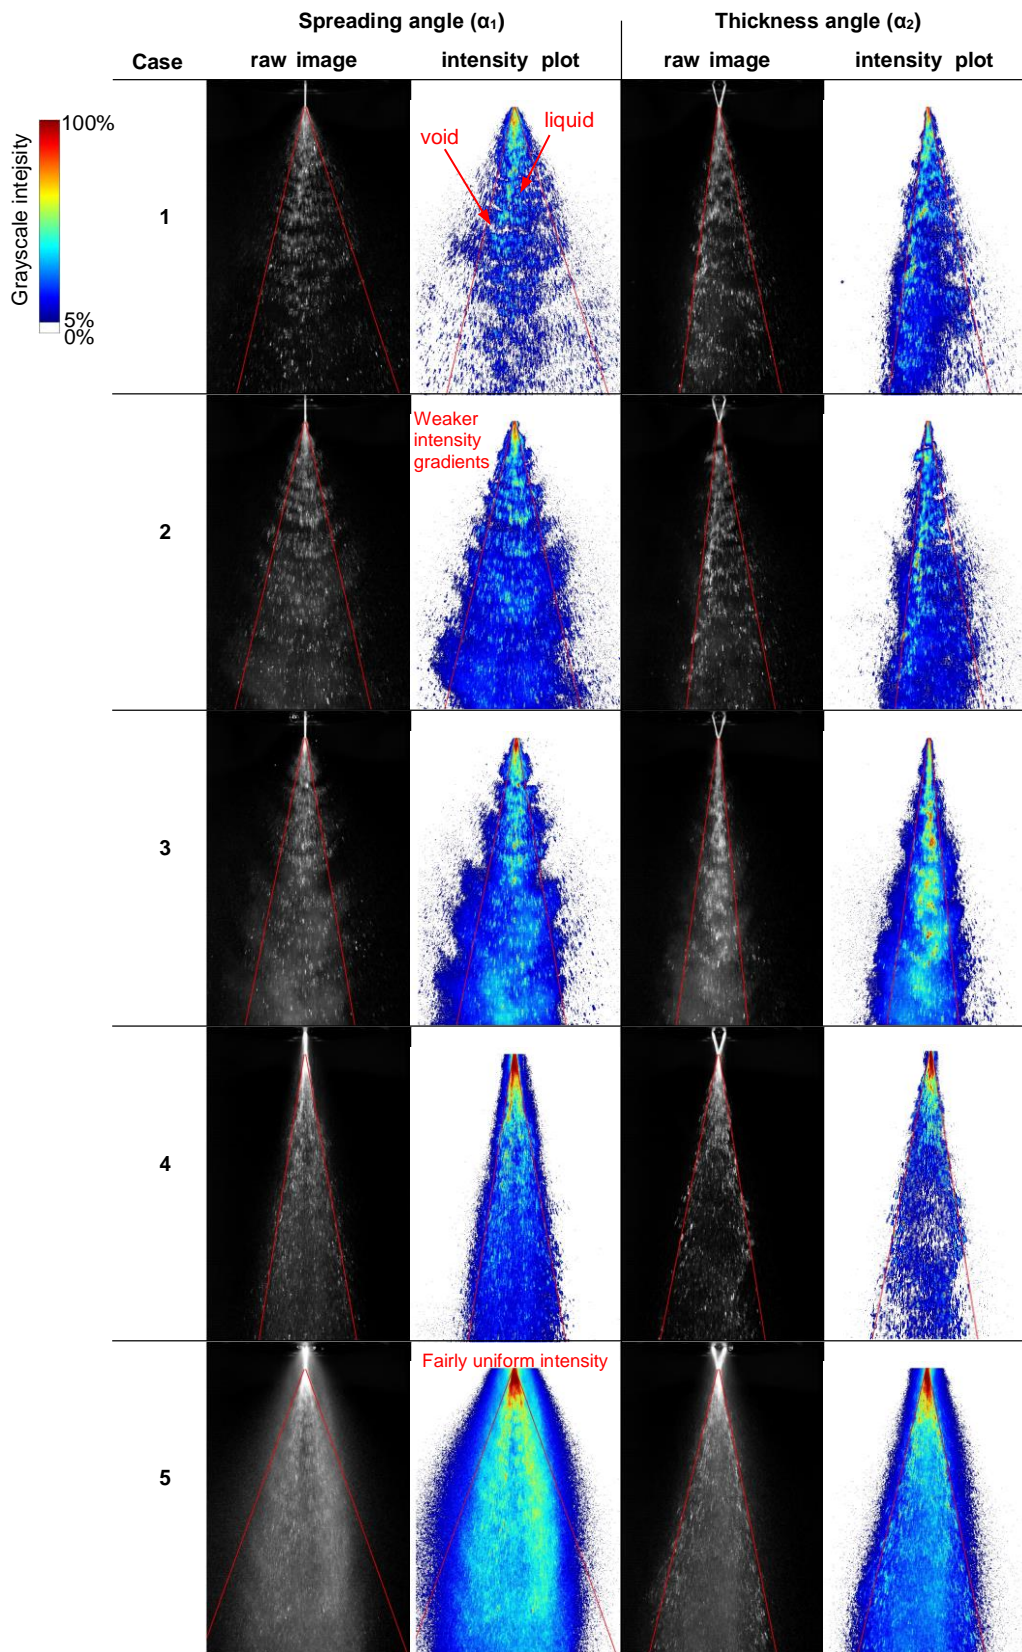 Spreading angle (α₁)
Thickness angle (α₂)
Case
raw image
intensity plot
raw image
intensity plot
Grayscale intejsity
100%
5%
0%
1
void
liquid
2
Weaker
intensity
gradients
3
4
5
Fairly uniform intensity